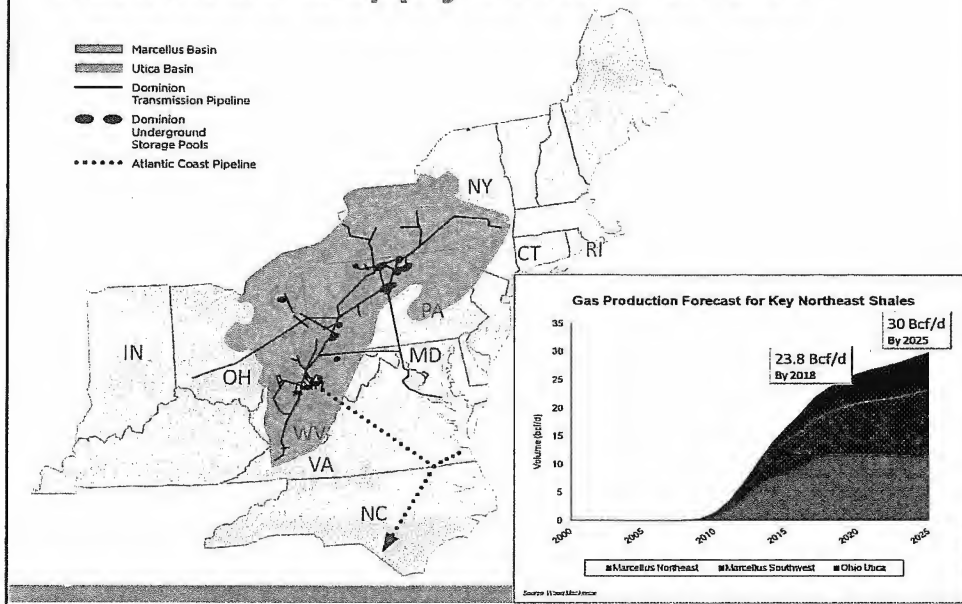 Marcellus Basin
Utica Basin
Dominion
Transmission Pipeline
Dominion
Underground
Storage Pools
Atlantic Coast Pipeline
NY
CT
RI
PA
IN
OH
MD
WV
VA
NC
Gas Production Forecast for Key Northeast Shales
30 Bcf/d
By 2025
23.8 Bcf/d
By 2018
Volume (bcf/d)
35
30
25
20
15
10
5
0
2000
2005
2010
2015
2020
2025
Marcellus Northeast
Marcellus Southwest
Ohio Utica
Source: Wood Mackenzie